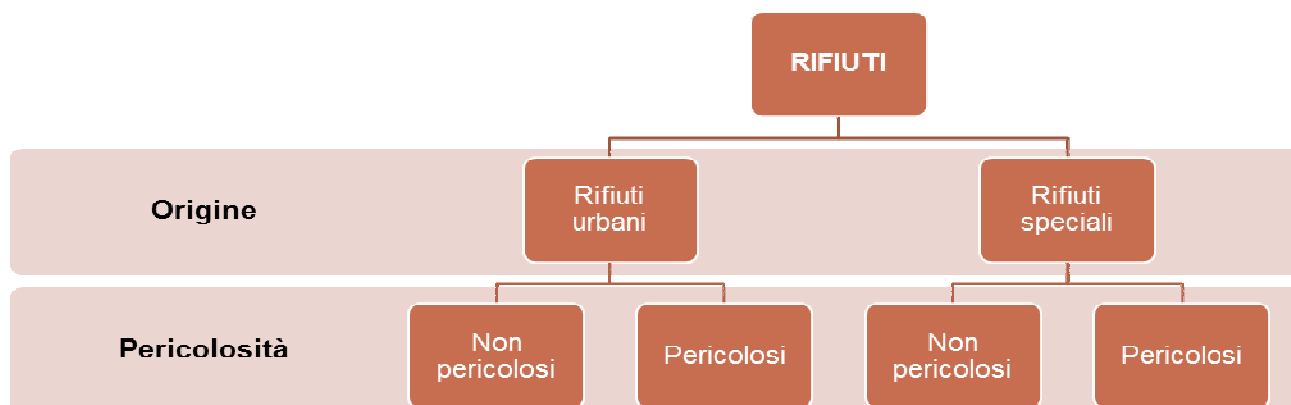 RIFIUTI
Origine
Rifiuti
urbani
Rifiuti
speciali
Pericolosità
Non
pericolosi
Pericolosi
Non
pericolosi
Pericolosi